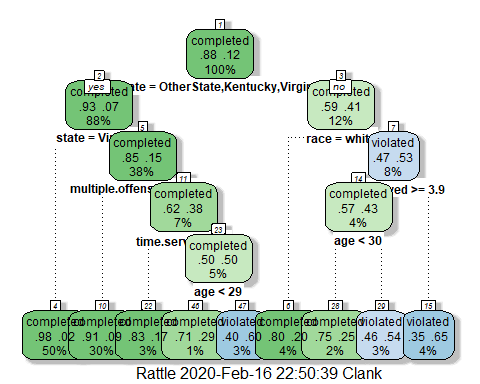 1
completed
.88 .12
100%
yes
state = OtherState,Kentucky,Virgin
no
2
completed
.93 .07
88%
3
completed
.59 .41
12%
state = Vi
race = whit
5
completed
.85 .15
38%
7
violated
.47 .53
8%
multiple.offens
ved >= 3.9
11
completed
.62 .38
7%
14
completed
.57 .43
4%
time.serv
age < 30
23
completed
.50 .50
5%
age < 29
4
completed
.98 .02
50%
10
completed
.91 .09
30%
22
completed
.83 .17
3%
46
completed
.71 .29
1%
47
violated
.40 .60
3%
6
completed
.80 .20
4%
28
completed
.75 .25
2%
29
violated
.46 .54
3%
15
violated
.35 .65
4%
Rattle 2020-Feb-16 22:50:39 Clank